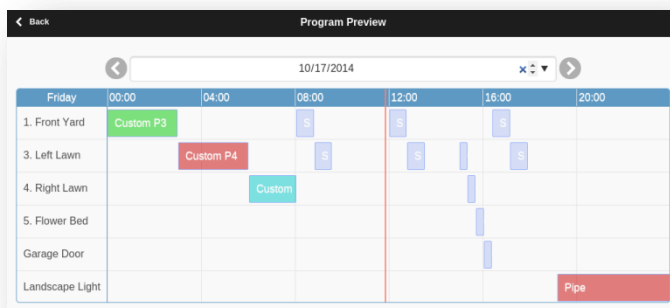 Back
Program Preview
10/17/2014
Friday 00:00 04:00 08:00 12:00 16:00 20:00
1. Front Yard Custom P3 S S S
3. Left Lawn Custom P4 S S S
4. Right Lawn Custom
5. Flower Bed
Garage Door
Landscape Light Pipe